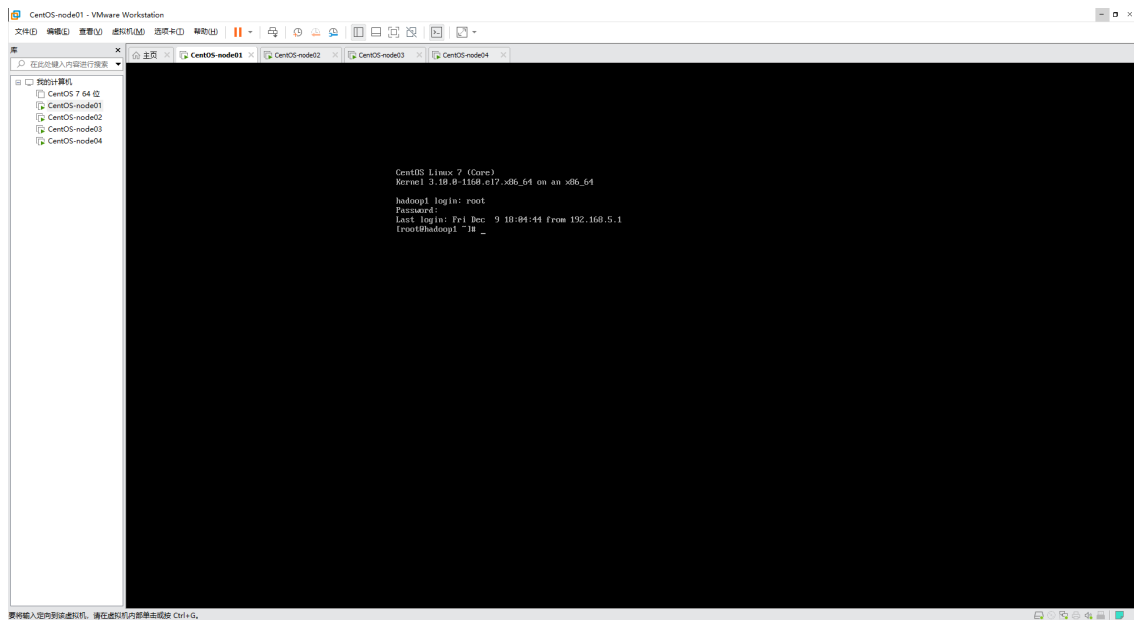 CentOS-node01 - VMware Workstation
文件(F) 编辑(E) 查看(V) 虚拟机(M) 选项卡(T) 帮助(H)
库
在此处键入内容进行搜索
我的计算机
CentOS 7 64 位
CentOS-node01
CentOS-node02
CentOS-node03
CentOS-node04
主页 CentOS-node01 CentOS-node02 CentOS-node03 CentOS-node04
CentOS Linux 7 (Core)
Kernel 3.10.0-1160.el7.x86_64 on an x86_64
hadoop1 login: root
Password:
Last login: Fri Dec  9 18:04:44 from 192.168.5.1
[root@hadoop1 ~]# _
要将输入定向到该虚拟机，请在虚拟机内部单击或按 Ctrl+G。